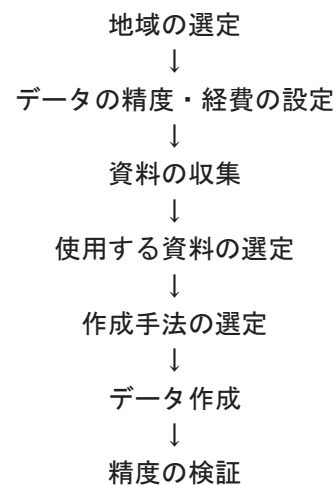 地域の選定
↓
データの精度・経費の設定
↓
資料の収集
↓
使用する資料の選定
↓
作成手法の選定
↓
データ作成
↓
精度の検証